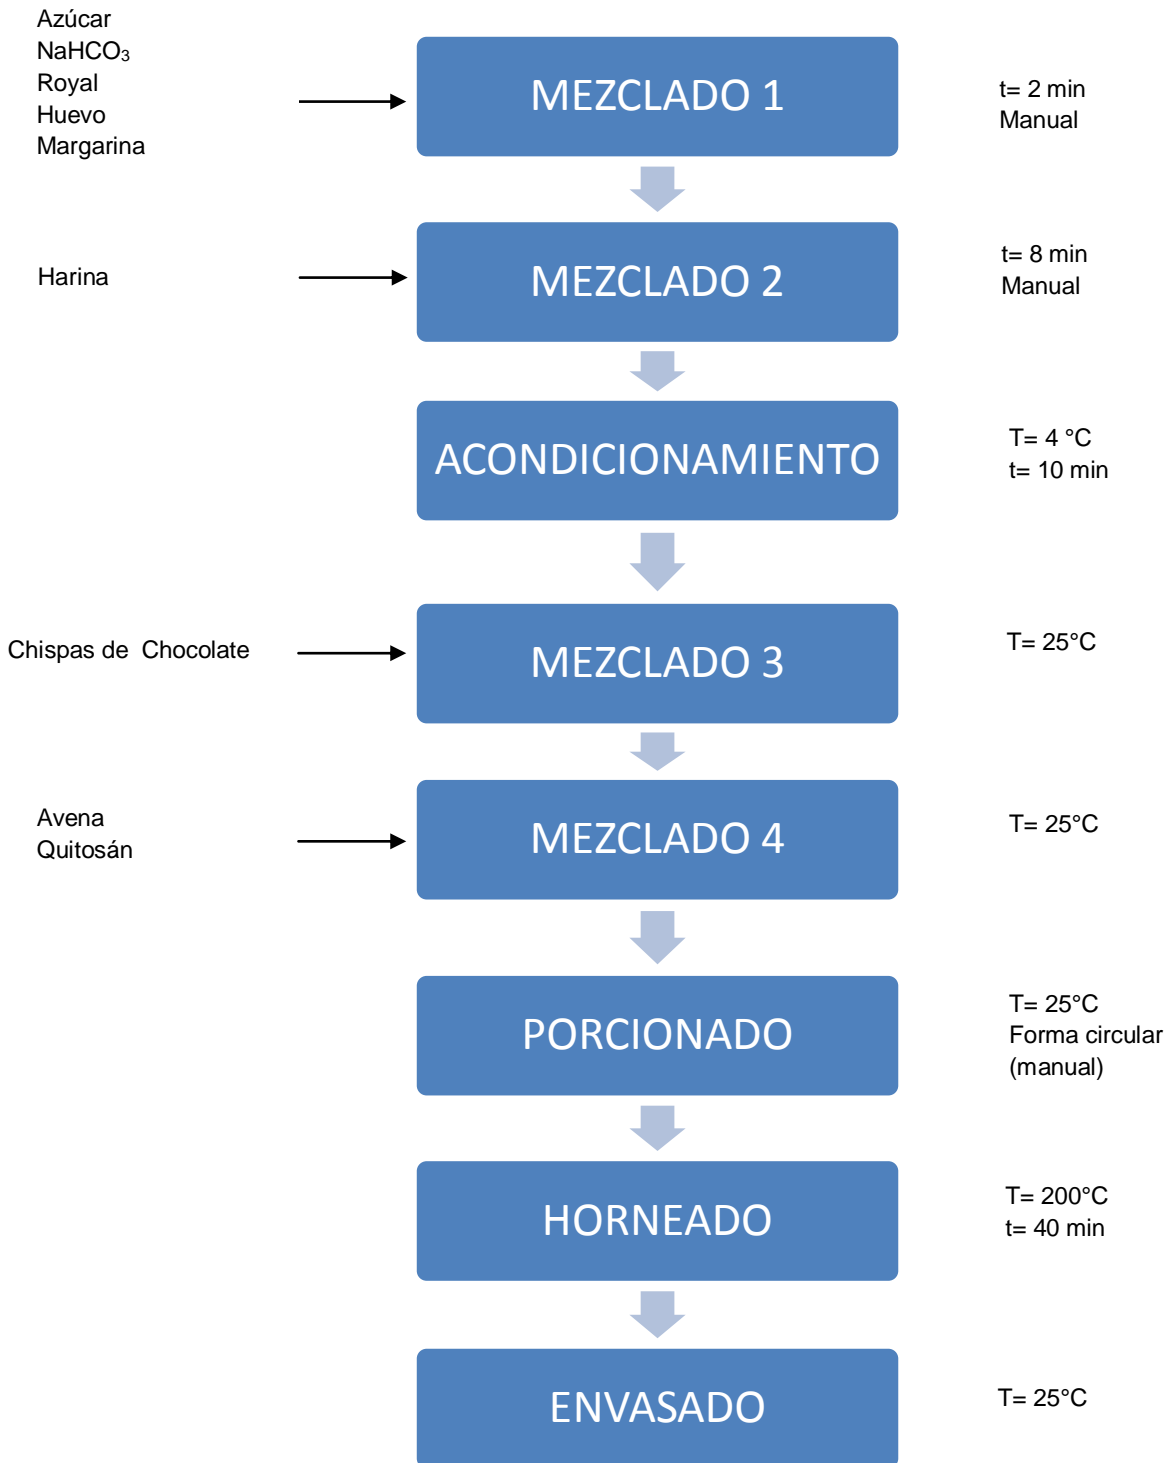 Azúcar
NaHCO₃
Royal
Huevo
Margarina
MEZCLADO 1
t= 2 min
Manual
Harina
MEZCLADO 2
t= 8 min
Manual
ACONDICIONAMIENTO
T= 4 °C
t= 10 min
Chispas de Chocolate
MEZCLADO 3
T= 25°C
Avena
Quitosán
MEZCLADO 4
T= 25°C
PORCIONADO
T= 25°C
Forma circular
(manual)
HORNEADO
T= 200°C
t= 40 min
ENVASADO
T= 25°C